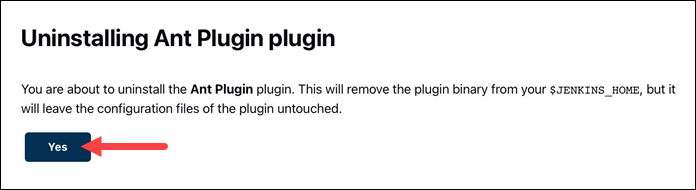 Uninstalling Ant Plugin plugin
You are about to uninstall the Ant Plugin plugin. This will remove the plugin binary from your $JENKINS_HOME, but it
will leave the configuration files of the plugin untouched.
Yes